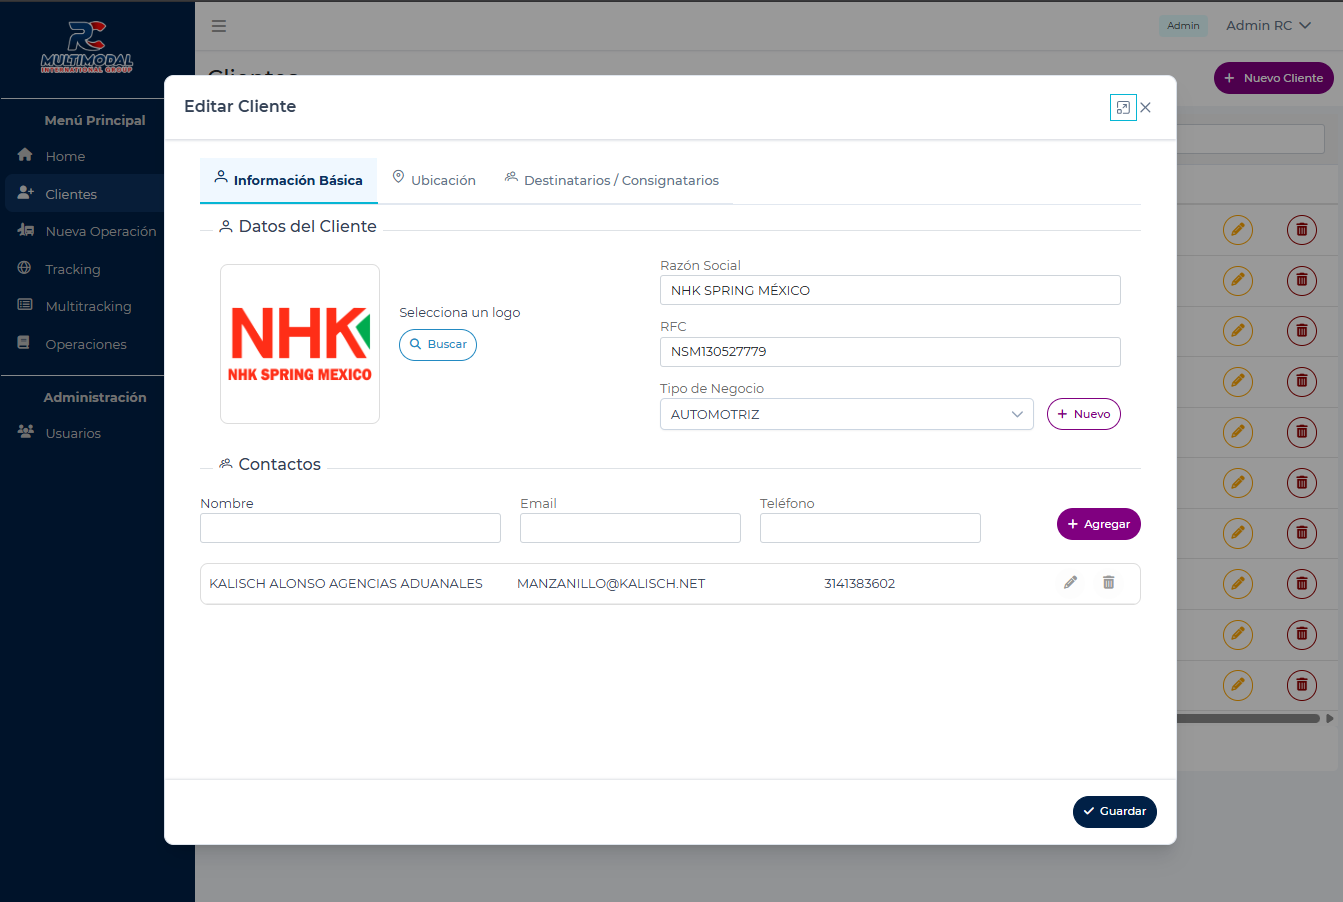 RC
MULTIMODAL
INTERNATIONAL GROUP
Admin
Admin RC
Nuevo Cliente
Menú Principal
Home
Clientes
Nueva Operación
Tracking
Multitracking
Operaciones
Administración
Usuarios
Editar Cliente
Información Básica
Ubicación
Destinatarios / Consignatarios
Datos del Cliente
NHK
NHK SPRING MEXICO
Selecciona un logo
Buscar
Razón Social
NHK SPRING MÉXICO
RFC
NSM130527779
Tipo de Negocio
AUTOMOTRIZ
Nuevo
Contactos
Nombre
Email
Teléfono
Agregar
KALISCH ALONSO AGENCIAS ADUANALES
MANZANILLO@KALISCH.NET
3141383602
Guardar